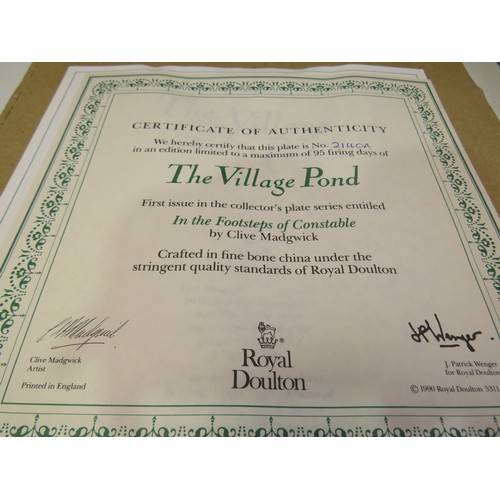 CERTIFICATE OF AUTHENTICITY
We hereby certify that this plate is No. 2140A
in an edition limited to a maximum of 95 firing days of
The Village Pond
First issue in the collector's plate series entitled
In the Footsteps of Constable
by Clive Madgwick
Crafted in fine bone china under the
stringent quality standards of Royal Doulton
Clive Madgwick
Artist
Printed in England
Royal
Doulton
J. Patrick Wenger
for Royal Doulton
© 1990 Royal Doulton 5311